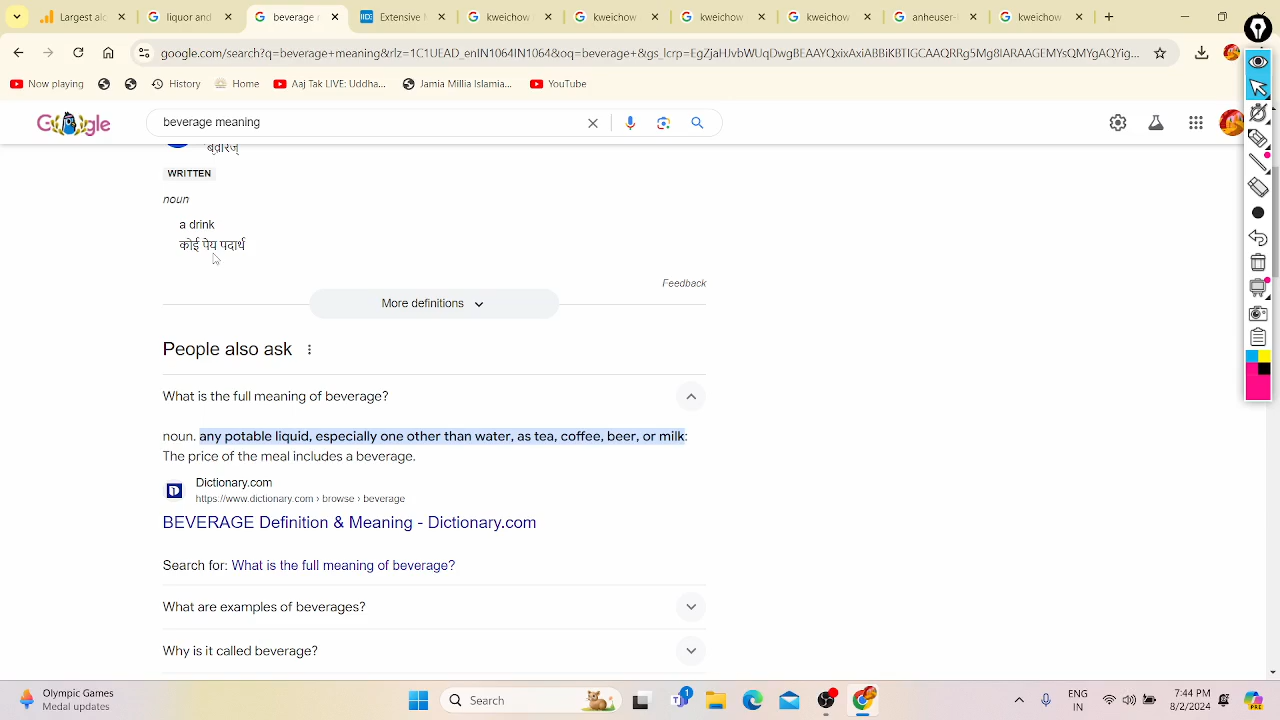 Largest alco
liquor and
beverage r
Extensive f
kweichow
kweichow
kweichow
kweichow
anheuser-
kweichow
google.com/search?q=beverage+meaning&rlz=1C1UEAD_enIN1064IN1064&oq=beverage+&gs_lcrp=EgZjaHJvbWUqDwgBEAAYQxixAxiABBiKBTIGCAAQRRg5Mg8IARAAGEMYsQMYgAQYig...
Now playing
History
Home
Aaj Tak LIVE: Uddha...
Jamia Millia Islamia...
YouTube
Google
beverage meaning
WRITTEN
noun
a drink
कोई पेय पदार्थ
Feedback
More definitions
People also ask
What is the full meaning of beverage?
noun. any potable liquid, especially one other than water, as tea, coffee, beer, or milk:
The price of the meal includes a beverage.
Dictionary.com
https://www.dictionary.com › browse › beverage
BEVERAGE Definition & Meaning - Dictionary.com
Search for: What is the full meaning of beverage?
What are examples of beverages?
Why is it called beverage?
Olympic Games
Medal updates
Search
1
ENG
IN
7:44 PM
8/2/2024